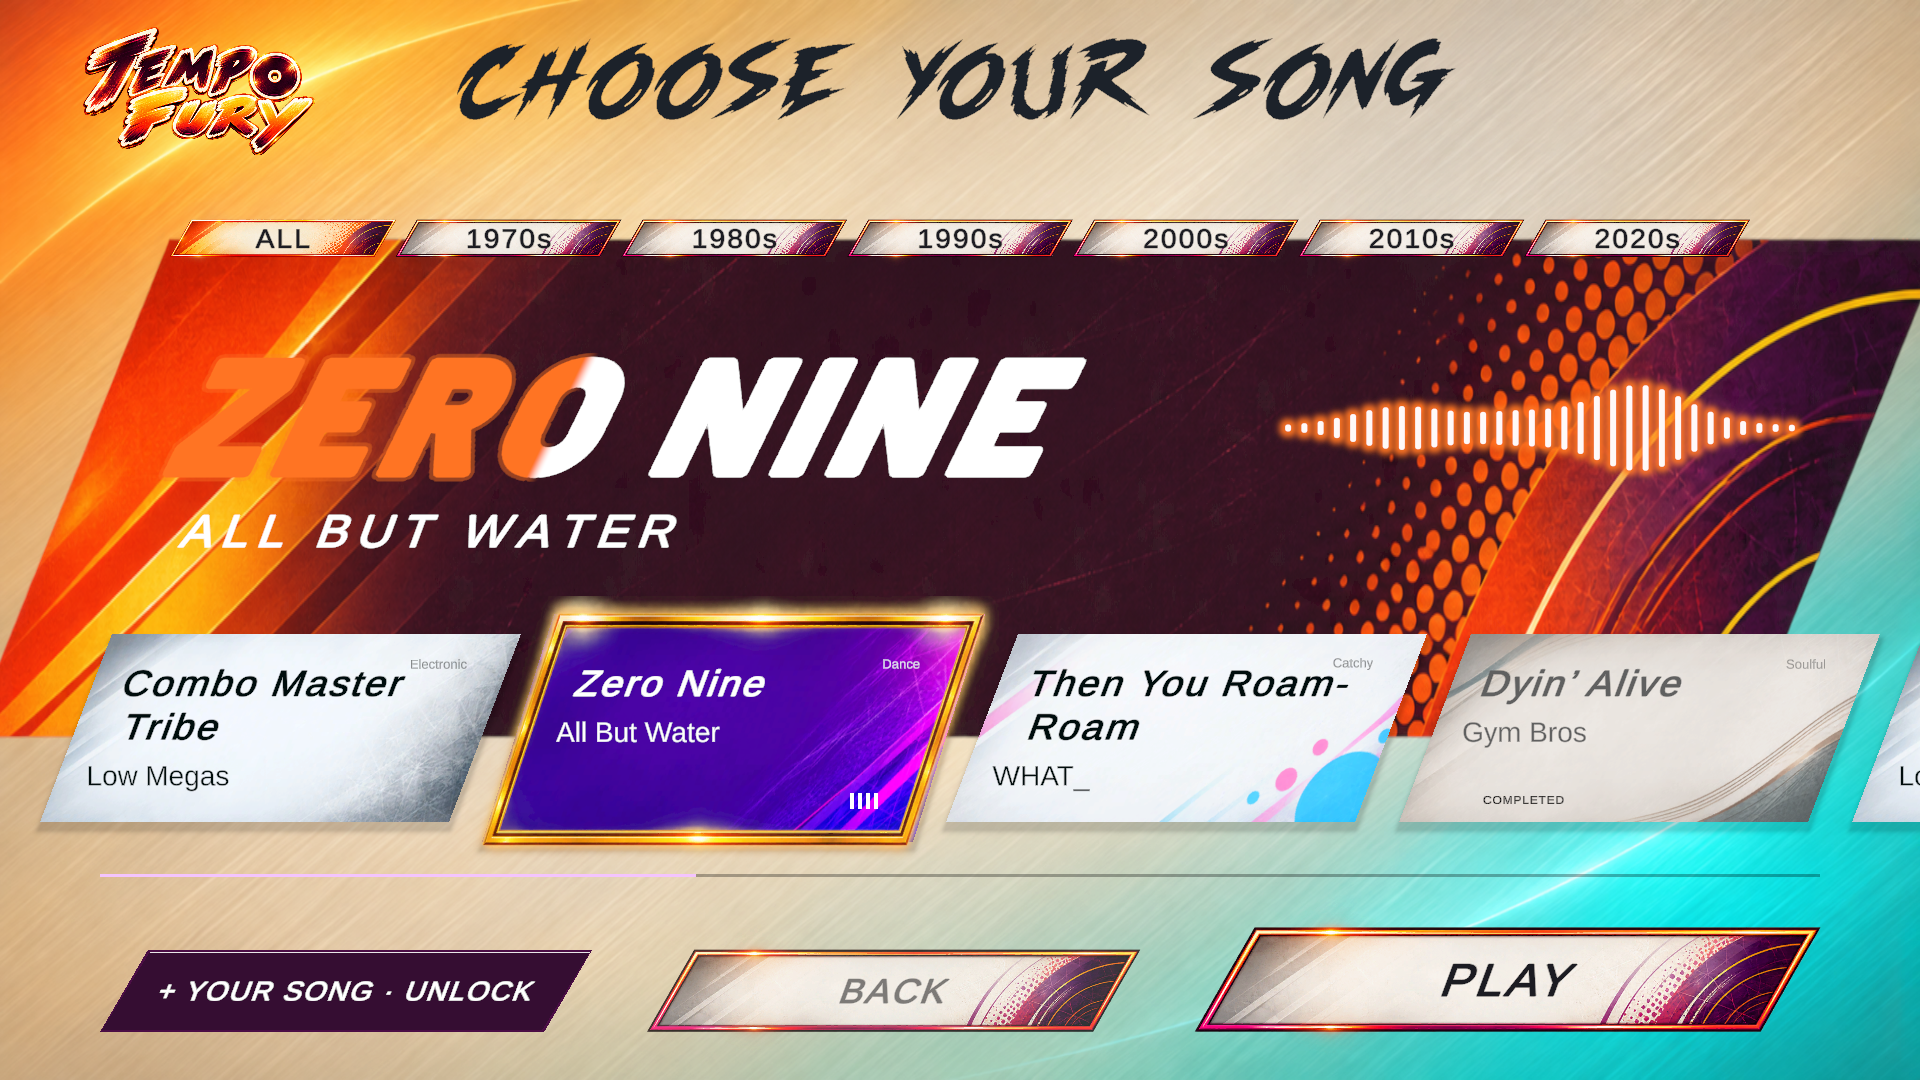 TEMPO
FURY
CHOOSE YOUR SONG
ALL
1970s
1980s
1990s
2000s
2010s
2020s
ZERO NINE
ALL BUT WATER
Electronic
Combo Master
Tribe
Low Megas
Dance
Zero Nine
All But Water
Catchy
Then You Roam-
Roam
WHAT_
Soulful
Dyin’ Alive
Gym Bros
COMPLETED
+ YOUR SONG · UNLOCK
BACK
PLAY